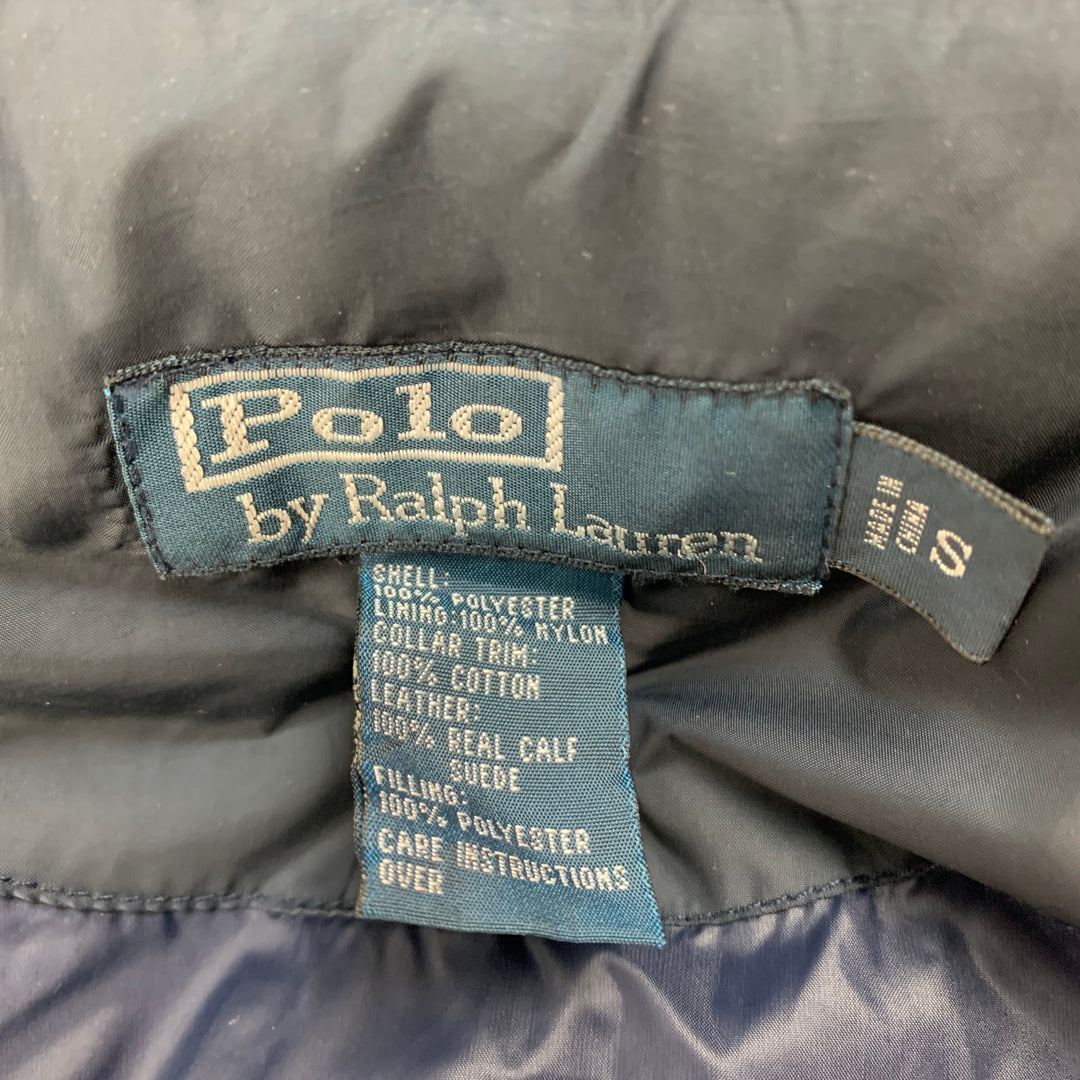 Polo
by Ralph Lauren
MADE IN
CHINA
S
SHELL:
100% POLYESTER
LINING:100% NYLON
COLLAR TRIM:
100% COTTON
LEATHER:
100% REAL CALF
SUEDE
FILLING:
100% POLYESTER
CARE INSTRUCTIONS
OVER